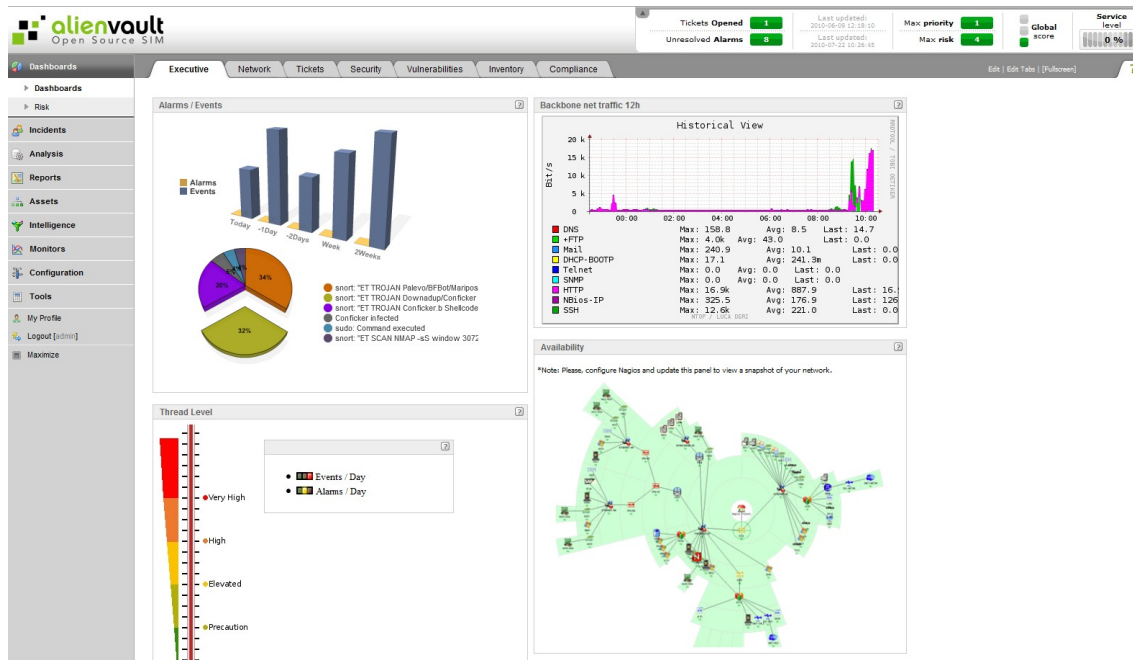 alienvault
Open Source SIM
Tickets Opened 1
Unresolved Alarms 8
Last updated:
2010-06-09 12:18:10
Last updated:
2010-07-22 10:26:45
Max priority 1
Max risk 4
Global
score
Service
level
0 %
Dashboards
Dashboards
Risk
Incidents
Analysis
Reports
Assets
Intelligence
Monitors
Configuration
Tools
My Profile
Logout [admin]
Maximize
Executive Network Tickets Security Vulnerabilities Inventory Compliance
Edit | Edit Tabs | [Fullscreen]
Alarms / Events ?
Alarms
Events
Today -1Day -2Days Week 2Weeks
34%
32%
snort: "ET TROJAN Palevo/BFBot/Maripos
snort: "ET TROJAN Downadup/Conficker
snort: "ET TROJAN Conficker.b Shellcode
Conficker infected
sudo: Command executed
snort: "ET SCAN NMAP -sS window 3072
Thread Level ?
?
Events / Day
Alarms / Day
Very High
High
Elevated
Precaution
Backbone net traffic 12h ?
Historical View
RRDTOOL / TOBI OETIKER
Bit/s
20 k
15 k
10 k
5 k
0
00:00 02:00 04:00 06:00 08:00 10:00
DNS Max: 158.8 Avg: 8.5 Last: 14.7
+FTP Max: 4.0k Avg: 43.0 Last: 0.0
Mail Max: 240.9 Avg: 10.1 Last: 0.0
DHCP-BOOTP Max: 17.1 Avg: 241.3m Last: 0.0
Telnet Max: 0.0 Avg: 0.0 Last: 0.0
SNMP Max: 0.0 Avg: 0.0 Last: 0.0
HTTP Max: 16.9k Avg: 887.9 Last: 16.
NBios-IP Max: 325.5 Avg: 176.9 Last: 126
SSH Max: 12.6k Avg: 221.0 Last: 0.0
NTOP / LUCA DERI
Availability ?
*Note: Please, configure Nagios and update this panel to view a snapshot of your network.